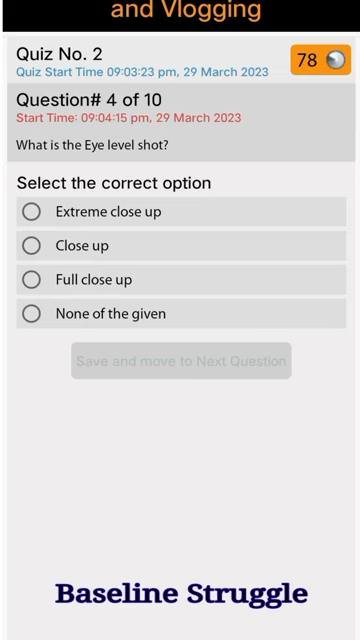 and Vlogging
Quiz No. 2
78
Quiz Start Time 09:03:23 pm, 29 March 2023
Question# 4 of 10
Start Time: 09:04:15 pm, 29 March 2023
What is the Eye level shot?
Select the correct option
Extreme close up
Close up
Full close up
None of the given
Save and move to Next Question
Baseline Struggle